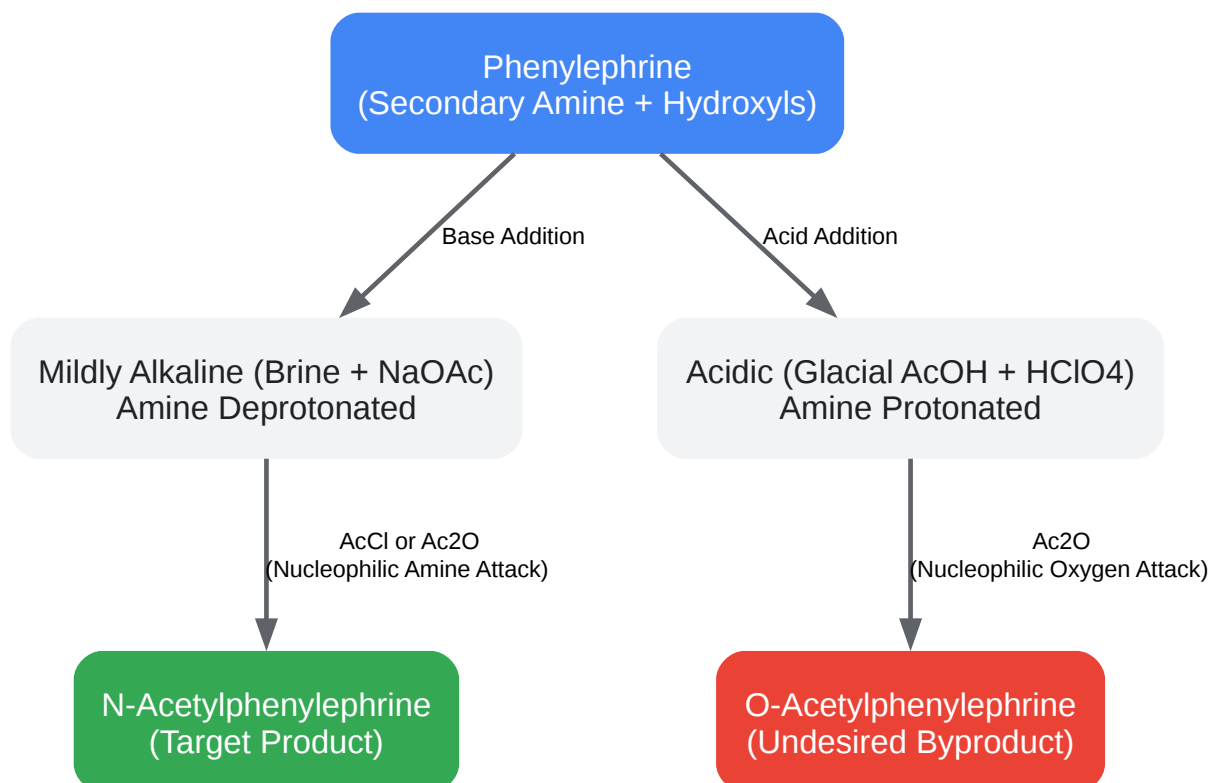 Phenylephrine
(Secondary Amine + Hydroxyls)
Base Addition
Acid Addition
Mildly Alkaline (Brine + NaOAc)
Amine Deprotonated
Acidic (Glacial AcOH + HClO4)
Amine Protonated
AcCl or Ac2O
(Nucleophilic Amine Attack)
Ac2O
(Nucleophilic Oxygen Attack)
N-Acetylphenylephrine
(Target Product)
O-Acetylphenylephrine
(Undesired Byproduct)